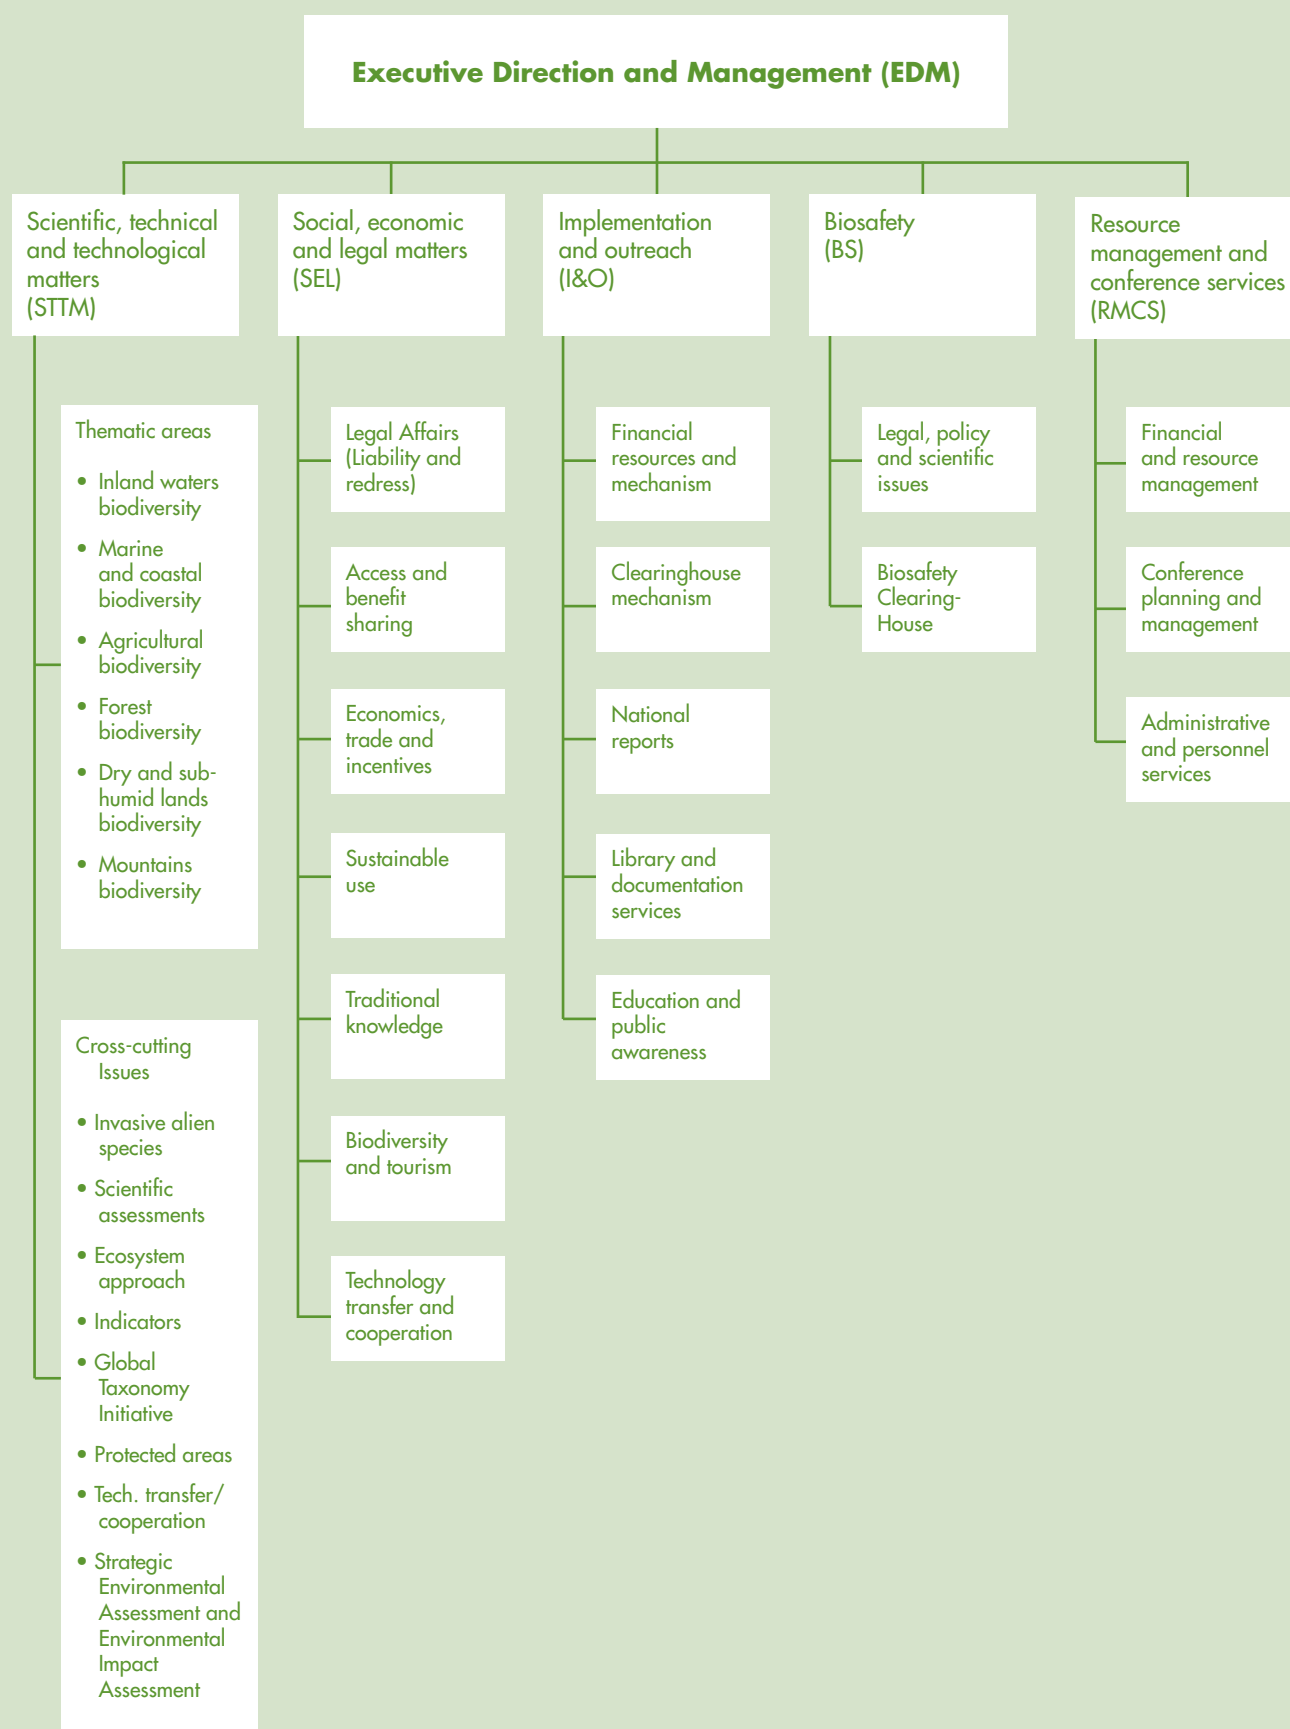 Executive Direction and Management (EDM)
Scientific, technical
and technological
matters
(STTM)
Thematic areas
• Inland waters
biodiversity
• Marine
and coastal
biodiversity
• Agricultural
biodiversity
• Forest
biodiversity
• Dry and sub-
humid lands
biodiversity
• Mountains
biodiversity
Cross-cutting
Issues
• Invasive alien
species
• Scientific
assessments
• Ecosystem
approach
• Indicators
• Global
Taxonomy
Initiative
• Protected areas
• Tech. transfer/
cooperation
• Strategic
Environmental
Assessment and
Environmental
Impact
Assessment
Social, economic
and legal matters
(SEL)
Legal Affairs
(Liability and
redress)
Access and
benefit
sharing
Economics,
trade and
incentives
Sustainable
use
Traditional
knowledge
Biodiversity
and tourism
Technology
transfer and
cooperation
Implementation
and outreach
(I&O)
Financial
resources and
mechanism
Clearinghouse
mechanism
National
reports
Library and
documentation
services
Education and
public
awareness
Biosafety
(BS)
Legal, policy
and scientific
issues
Biosafety
Clearing-
House
Resource
management and
conference services
(RMCS)
Financial
and resource
management
Conference
planning and
management
Administrative
and personnel
services